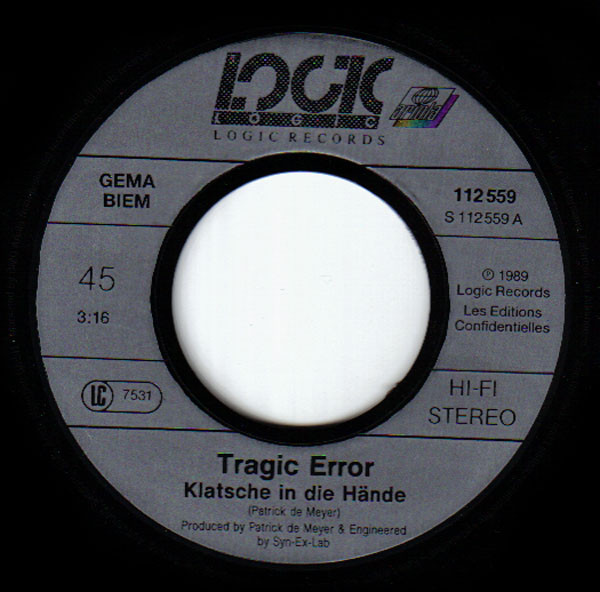 LOGIC
LOGIC
LOGIC RECORDS
ariola
GEMA
BIEM
112 559
S 112 559 A
45
3:16
℗ 1989
Logic Records
Les Editions
Confidentielles
LC 7531
HI-FI
STEREO
Tragic Error
Klatsche in die Hände
(Patrick de Meyer)
Produced by Patrick de Meyer & Engineered
by Syn-Ex-Lab